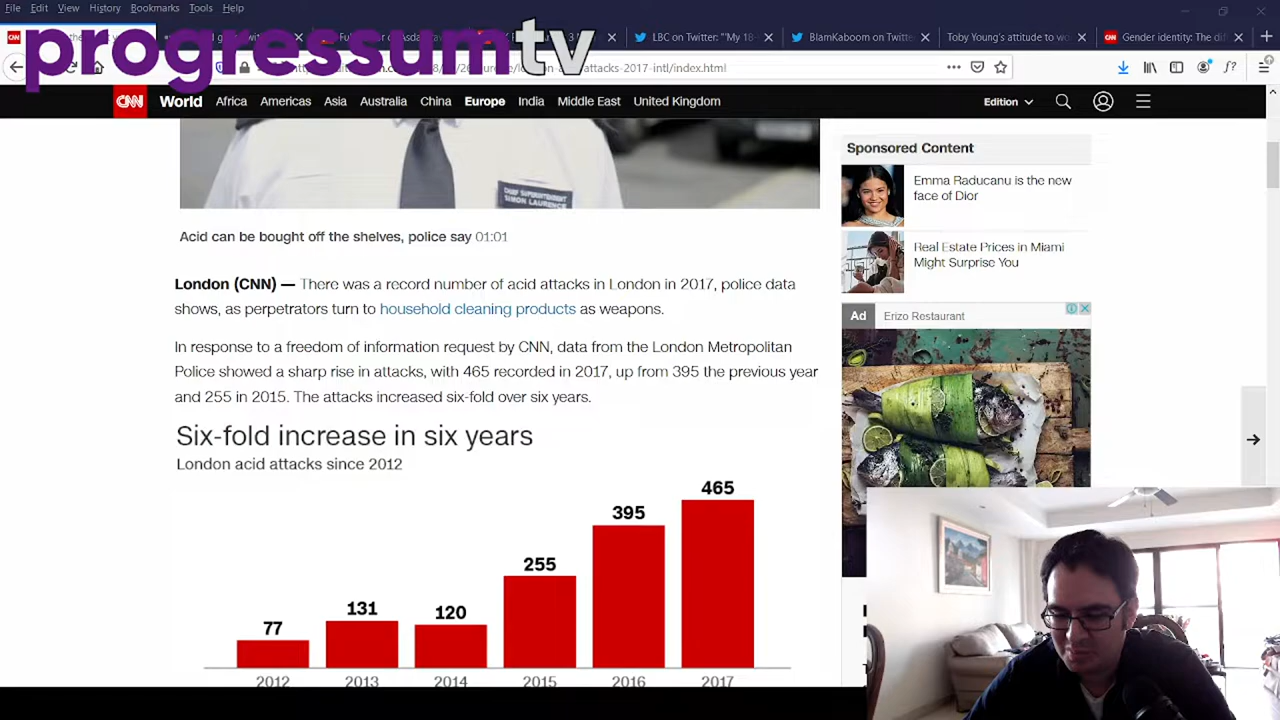 File Edit View History Bookmarks Tools Help
progressumtv
LBC on Twitter: "My 18-
BlamKaboom on Twitter:
Toby Young's attitude to wo
Gender identity: The dif
attacks-2017-intl/index.html
CNN World Africa Americas Asia Australia China Europe India Middle East United Kingdom Edition
CHIEF SUPERINTENDENT
SIMON LAURENCE
Acid can be bought off the shelves, police say 01:01
London (CNN) — There was a record number of acid attacks in London in 2017, police data
shows, as perpetrators turn to household cleaning products as weapons.
In response to a freedom of information request by CNN, data from the London Metropolitan
Police showed a sharp rise in attacks, with 465 recorded in 2017, up from 395 the previous year
and 255 in 2015. The attacks increased six-fold over six years.
Six-fold increase in six years
London acid attacks since 2012
465
395
255
131
120
77
2012 2013 2014 2015 2016 2017
Sponsored Content
Emma Raducanu is the new
face of Dior
Real Estate Prices in Miami
Might Surprise You
Ad Erizo Restaurant